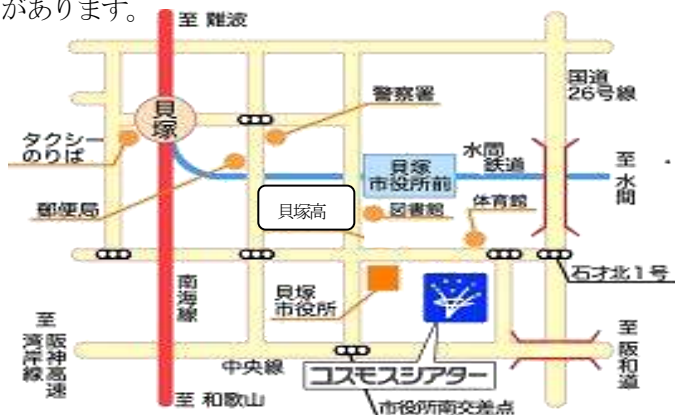 があります。
至 難波
国道
26号線
警察署
貝塚
タクシー
のりば
水間
鉄道
至
水間
貝塚
市役所前
郵便局
貝塚高
図書館
体育館
石才北1号
南海線
貝塚
市役所
至
阪神高速
湾岸線
至
阪和道
中央線
コスモスシアター
至 和歌山
市役所南交差点